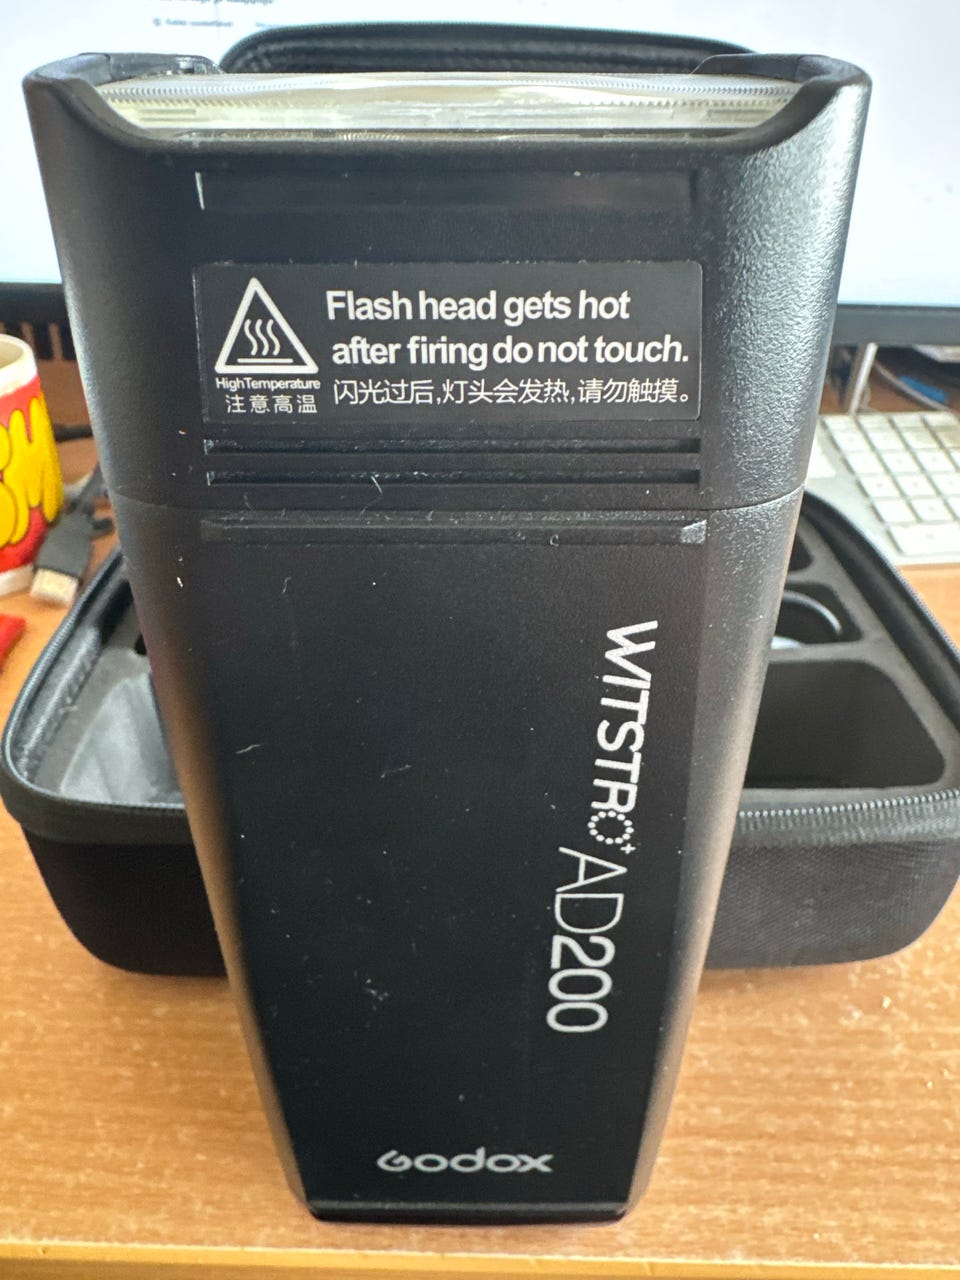 Flash head gets hot
after firing do not touch.
HighTemperature
注意高温
闪光过后,灯头会发热,请勿触摸。
WITSTRO
AD200
Godox